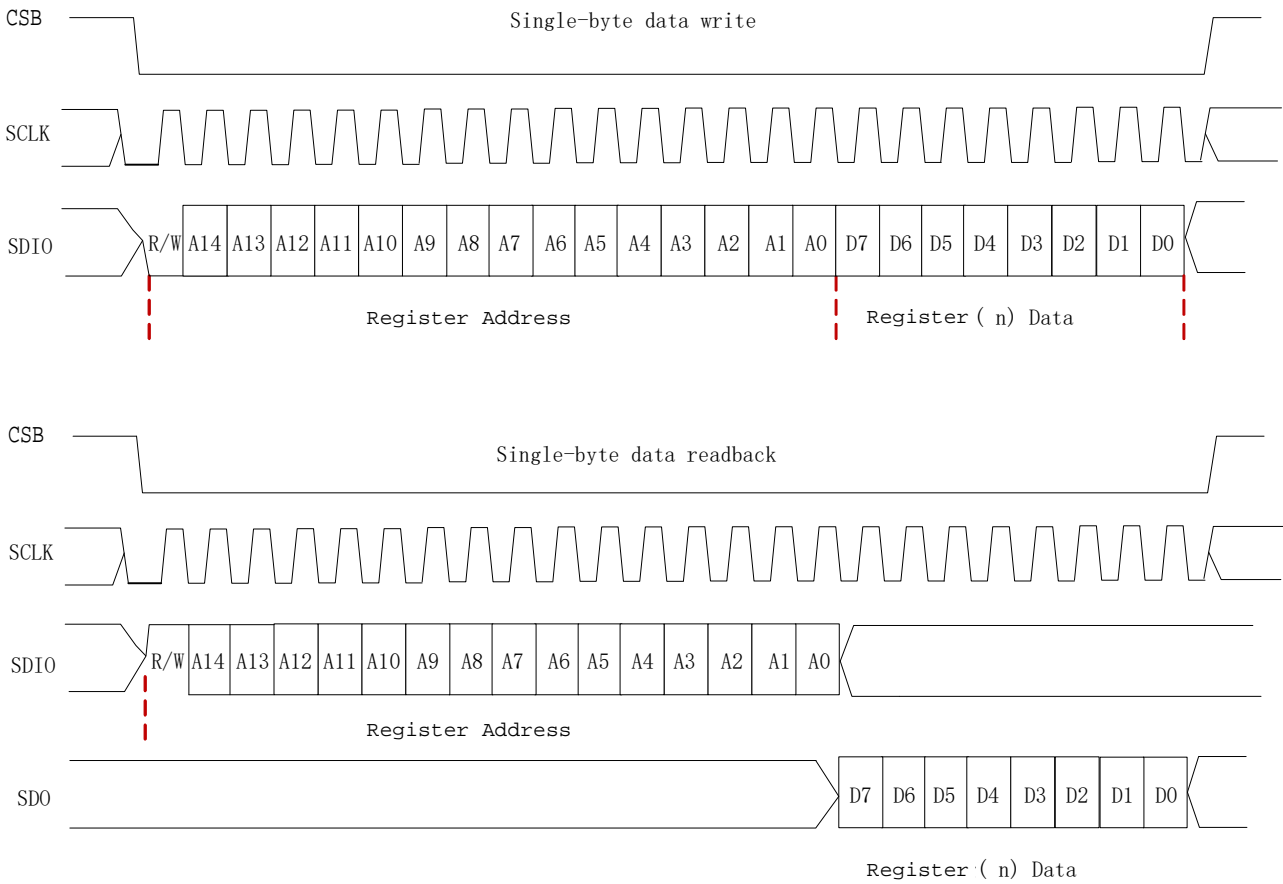 CSB Single-byte data write
SCLK
SDIO R/W A14 A13 A12 A11 A10 A9 A8 A7 A6 A5 A4 A3 A2 A1 A0 D7 D6 D5 D4 D3 D2 D1 D0
Register Address Register ( n) Data
CSB Single-byte data readback
SCLK
SDIO R/W A14 A13 A12 A11 A10 A9 A8 A7 A6 A5 A4 A3 A2 A1 A0
Register Address
SDO D7 D6 D5 D4 D3 D2 D1 D0
Register ( n) Data